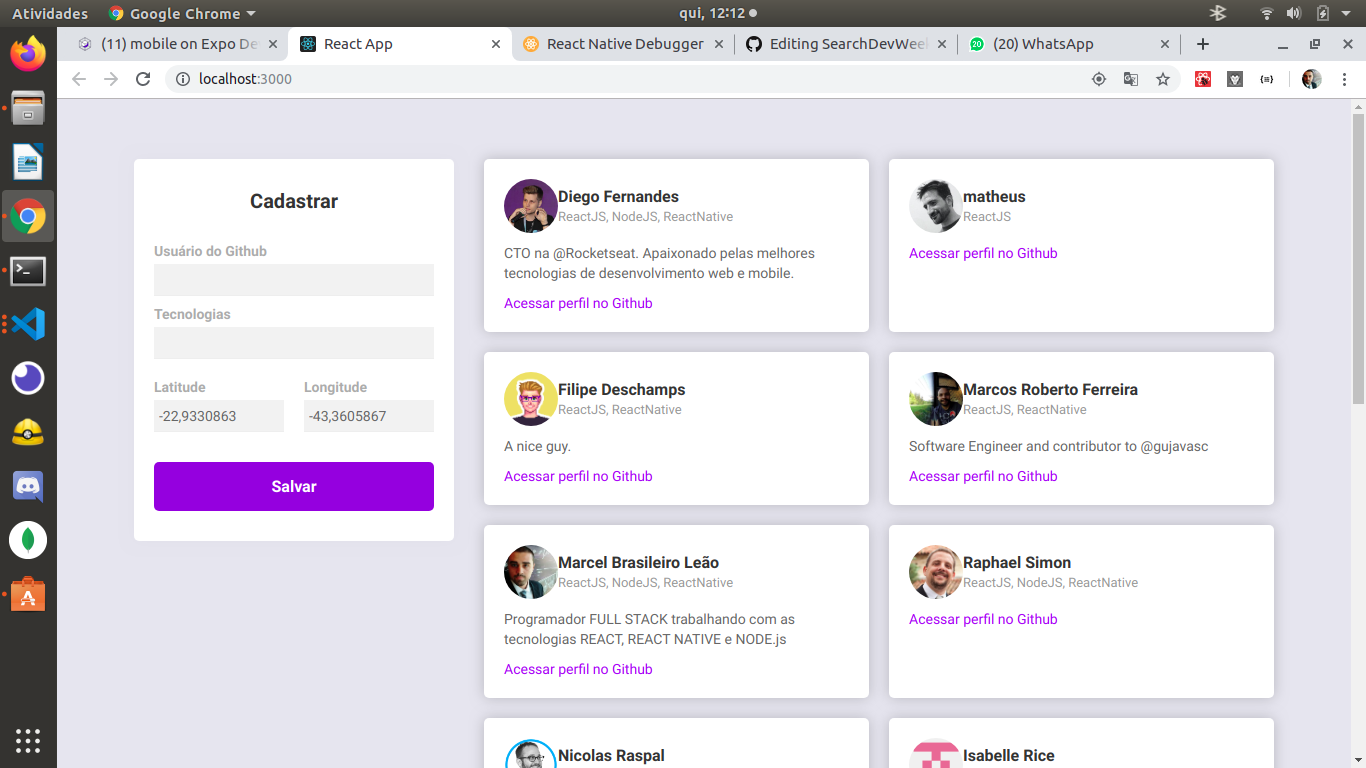 Atividades
Google Chrome
qui, 12:12
(11) mobile on Expo De
React App
React Native Debugger
Editing SearchDevWeek
(20) WhatsApp
localhost:3000
Cadastrar
Usuário do Github
Tecnologias
Latitude
Longitude
-22,9330863
-43,3605867
Salvar
Diego Fernandes
ReactJS, NodeJS, ReactNative
CTO na @Rocketseat. Apaixonado pelas melhores
tecnologias de desenvolvimento web e mobile.
Acessar perfil no Github
matheus
ReactJS
Acessar perfil no Github
Filipe Deschamps
ReactJS, ReactNative
A nice guy.
Acessar perfil no Github
Marcos Roberto Ferreira
ReactJS, ReactNative
Software Engineer and contributor to @gujavasc
Acessar perfil no Github
Marcel Brasileiro Leão
ReactJS, NodeJS, ReactNative
Programador FULL STACK trabalhando com as
tecnologias REACT, REACT NATIVE e NODE.js
Acessar perfil no Github
Raphael Simon
ReactJS, NodeJS, ReactNative
Acessar perfil no Github
Nicolas Raspal
Isabelle Rice